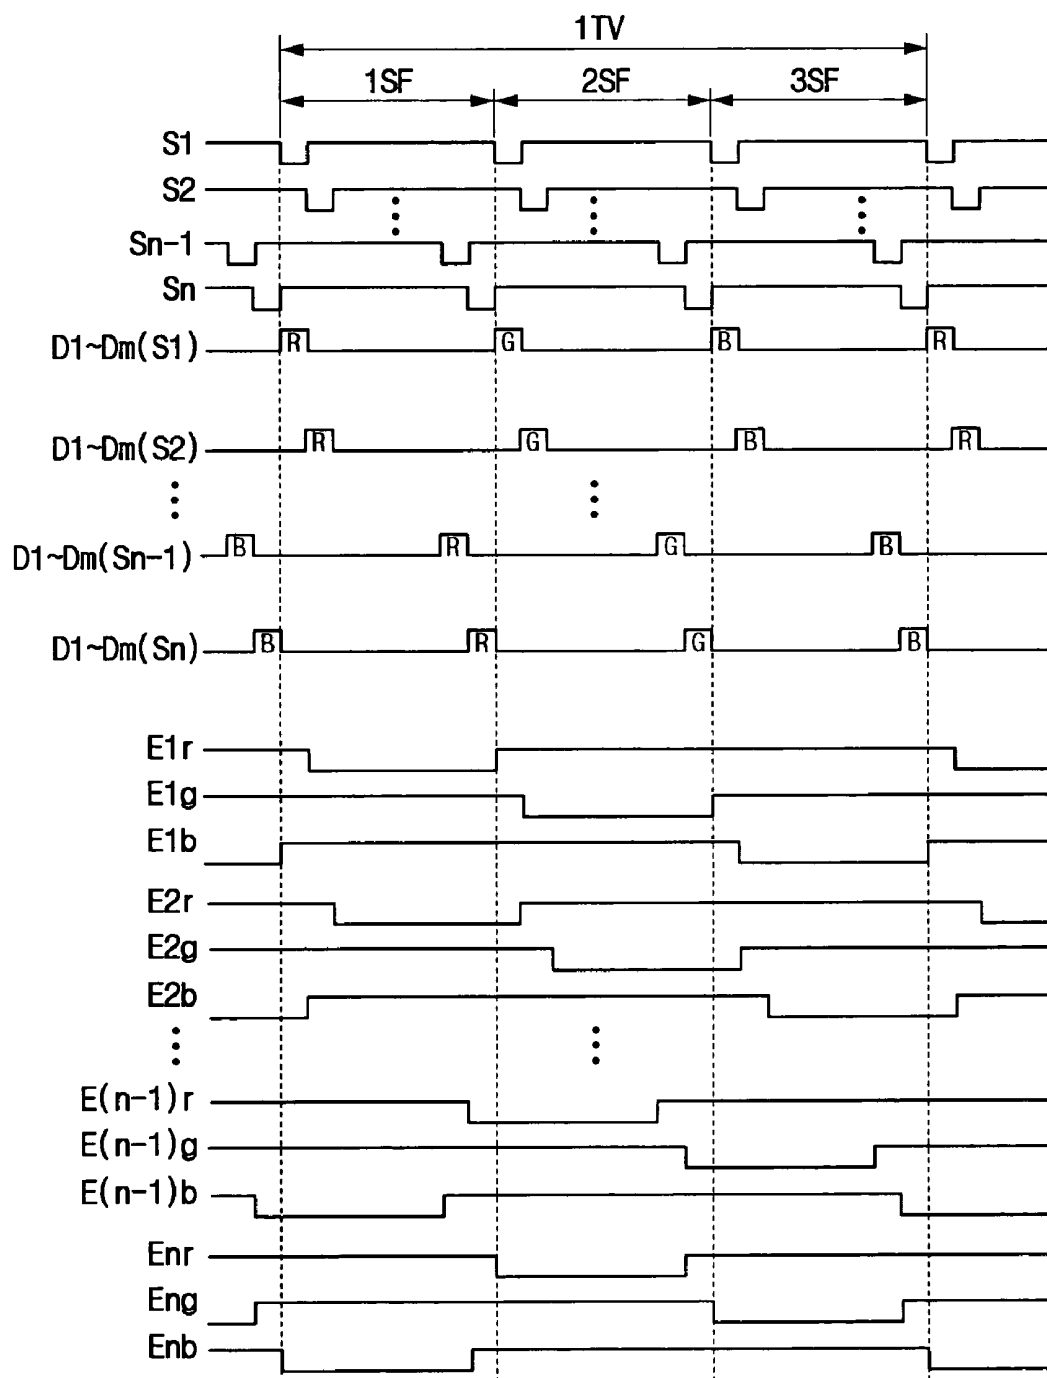 1TV
1SF 2SF 3SF
S1
S2
Sn-1
Sn
D1~Dm(S1) R G B R
D1~Dm(S2) R G B R
D1~Dm(Sn-1) B R G B
D1~Dm(Sn) B R G B
E1r
E1g
E1b
E2r
E2g
E2b
E(n-1)r
E(n-1)g
E(n-1)b
Enr
Eng
Enb